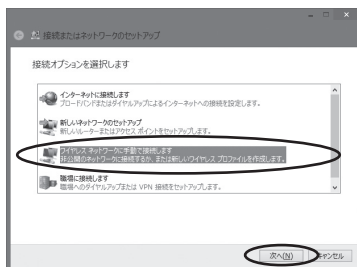 接続またはネットワークのセットアップ
接続オプションを選択します
インターネットに接続します
ブロードバンドまたはダイヤルアップによるインターネットへの接続を設定します。
新しいネットワークのセットアップ
新しいルーターまたはアクセス ポイントをセットアップします。
ワイヤレス ネットワークに手動で接続します
非公開のネットワークに接続するか、または新しいワイヤレス プロファイルを作成します。
職場に接続します
職場へのダイヤルアップまたは VPN 接続をセットアップします。
次へ(N)
キャンセル